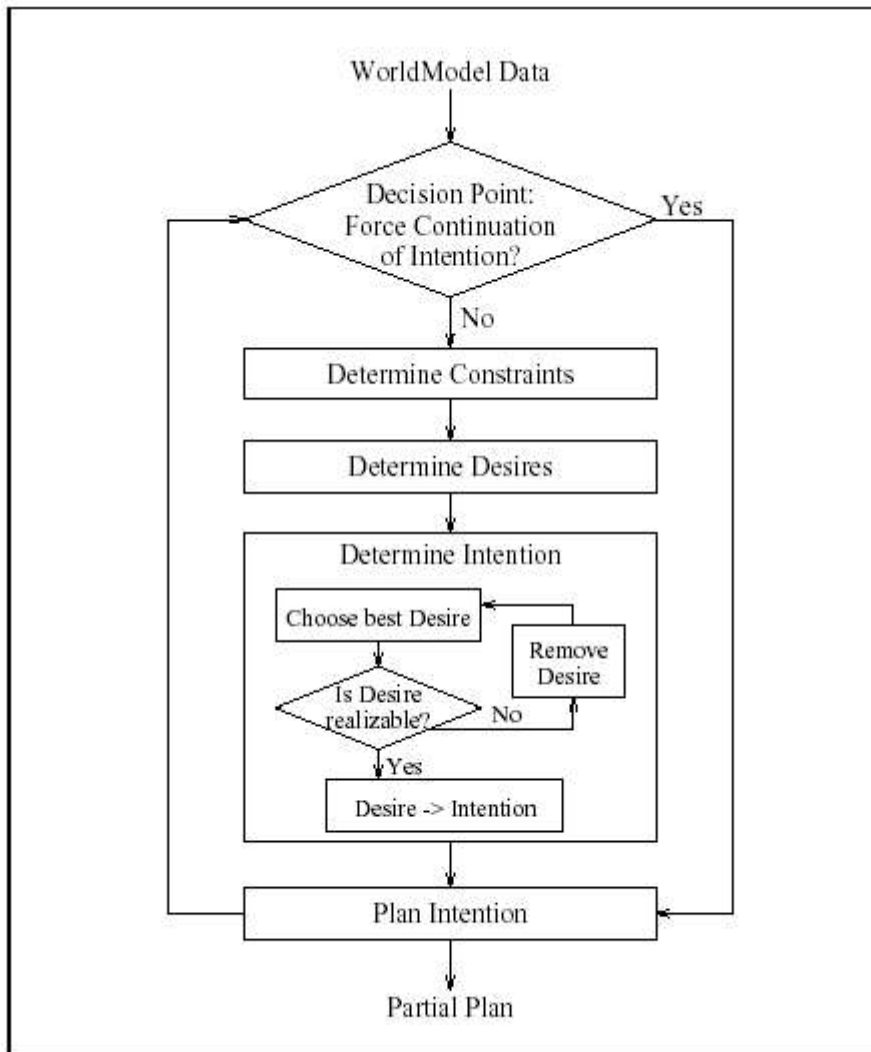 WorldModel Data
Decision Point:
Force Continuation
of Intention?
Yes
No
Determine Constraints
Determine Desires
Determine Intention
Choose best Desire
Remove
Desire
Is Desire
realizable?
No
Yes
Desire -> Intention
Plan Intention
Partial Plan